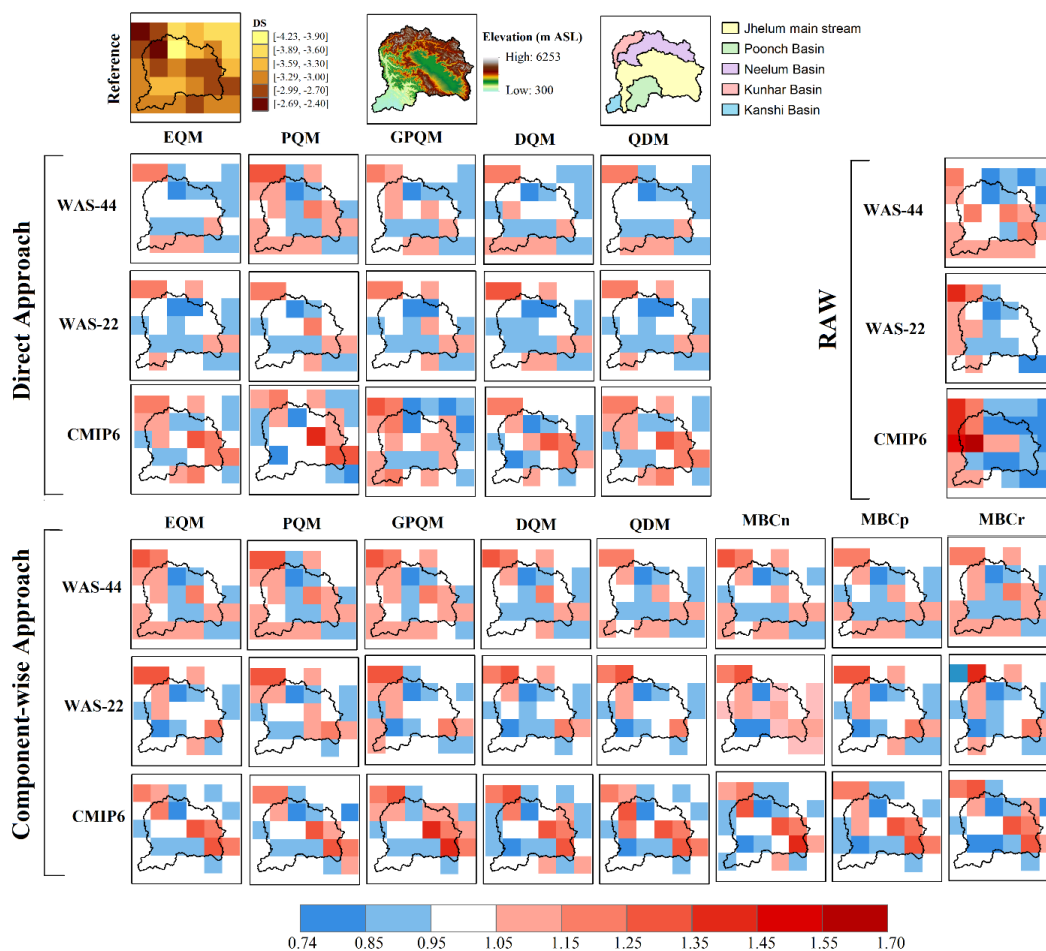 Reference
DS
[-4.23, -3.90]
[-3.89, -3.60]
[-3.59, -3.30]
[-3.29, -3.00]
[-2.99, -2.70]
[-2.69, -2.40]
Elevation (m ASL)
High: 6253
Low: 300
Jhelum main stream
Poonch Basin
Neelum Basin
Kunhar Basin
Kanshi Basin
EQM PQM GPQM DQM QDM
Direct Approach
WAS-44
WAS-22
CMIP6
RAW
WAS-44
WAS-22
CMIP6
EQM PQM GPQM DQM QDM MBCn MBCp MBCr
Component-wise Approach
WAS-44
WAS-22
CMIP6
0.74 0.85 0.95 1.05 1.15 1.25 1.35 1.45 1.55 1.70